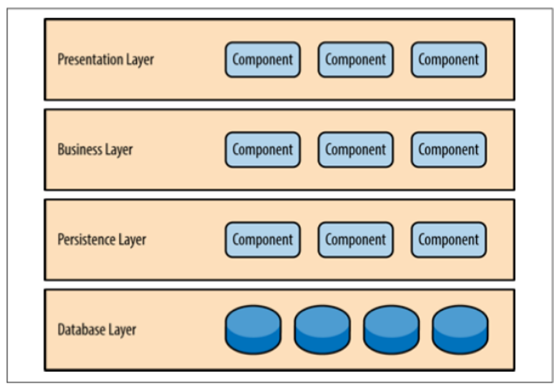 Presentation Layer Component Component Component
Business Layer Component Component Component
Persistence Layer Component Component Component
Database Layer